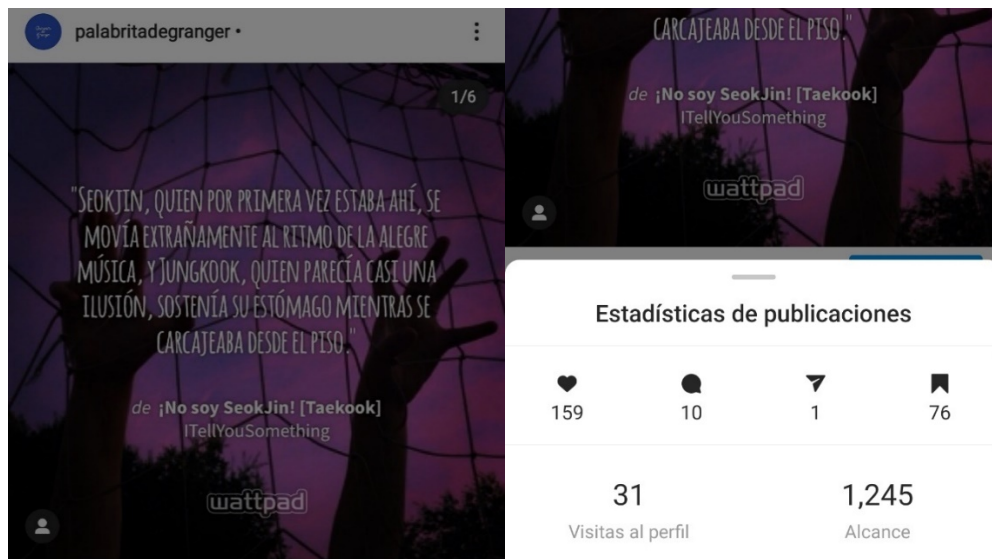 palabritadegranger •
1/6
"SEOKJIN, QUIEN POR PRIMERA VEZ ESTABA AHÍ, SE
MOVÍA EXTRAÑAMENTE AL RITMO DE LA ALEGRE
MÚSICA, Y JUNGKOOK, QUIEN PARECÍA CASI UNA
ILUSIÓN, SOSTENÍA SU ESTÓMAGO MIENTRAS SE
CARCAJEABA DESDE EL PISO."
de ¡No soy SeokJin! [Taekook]
ITellYouSomething
wattpad
CARCAJEABA DESDE EL PISO."
de ¡No soy SeokJin! [Taekook]
ITellYouSomething
wattpad
Estadísticas de publicaciones
159 10 1 76
31 1,245
Visitas al perfil Alcance